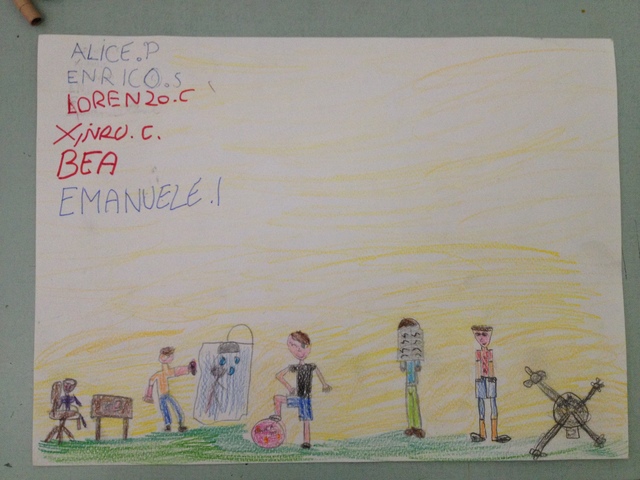 ALICE.P
ENRICO.S
LORENZO.C
XINRU.C.
BEA
EMANUELE.I